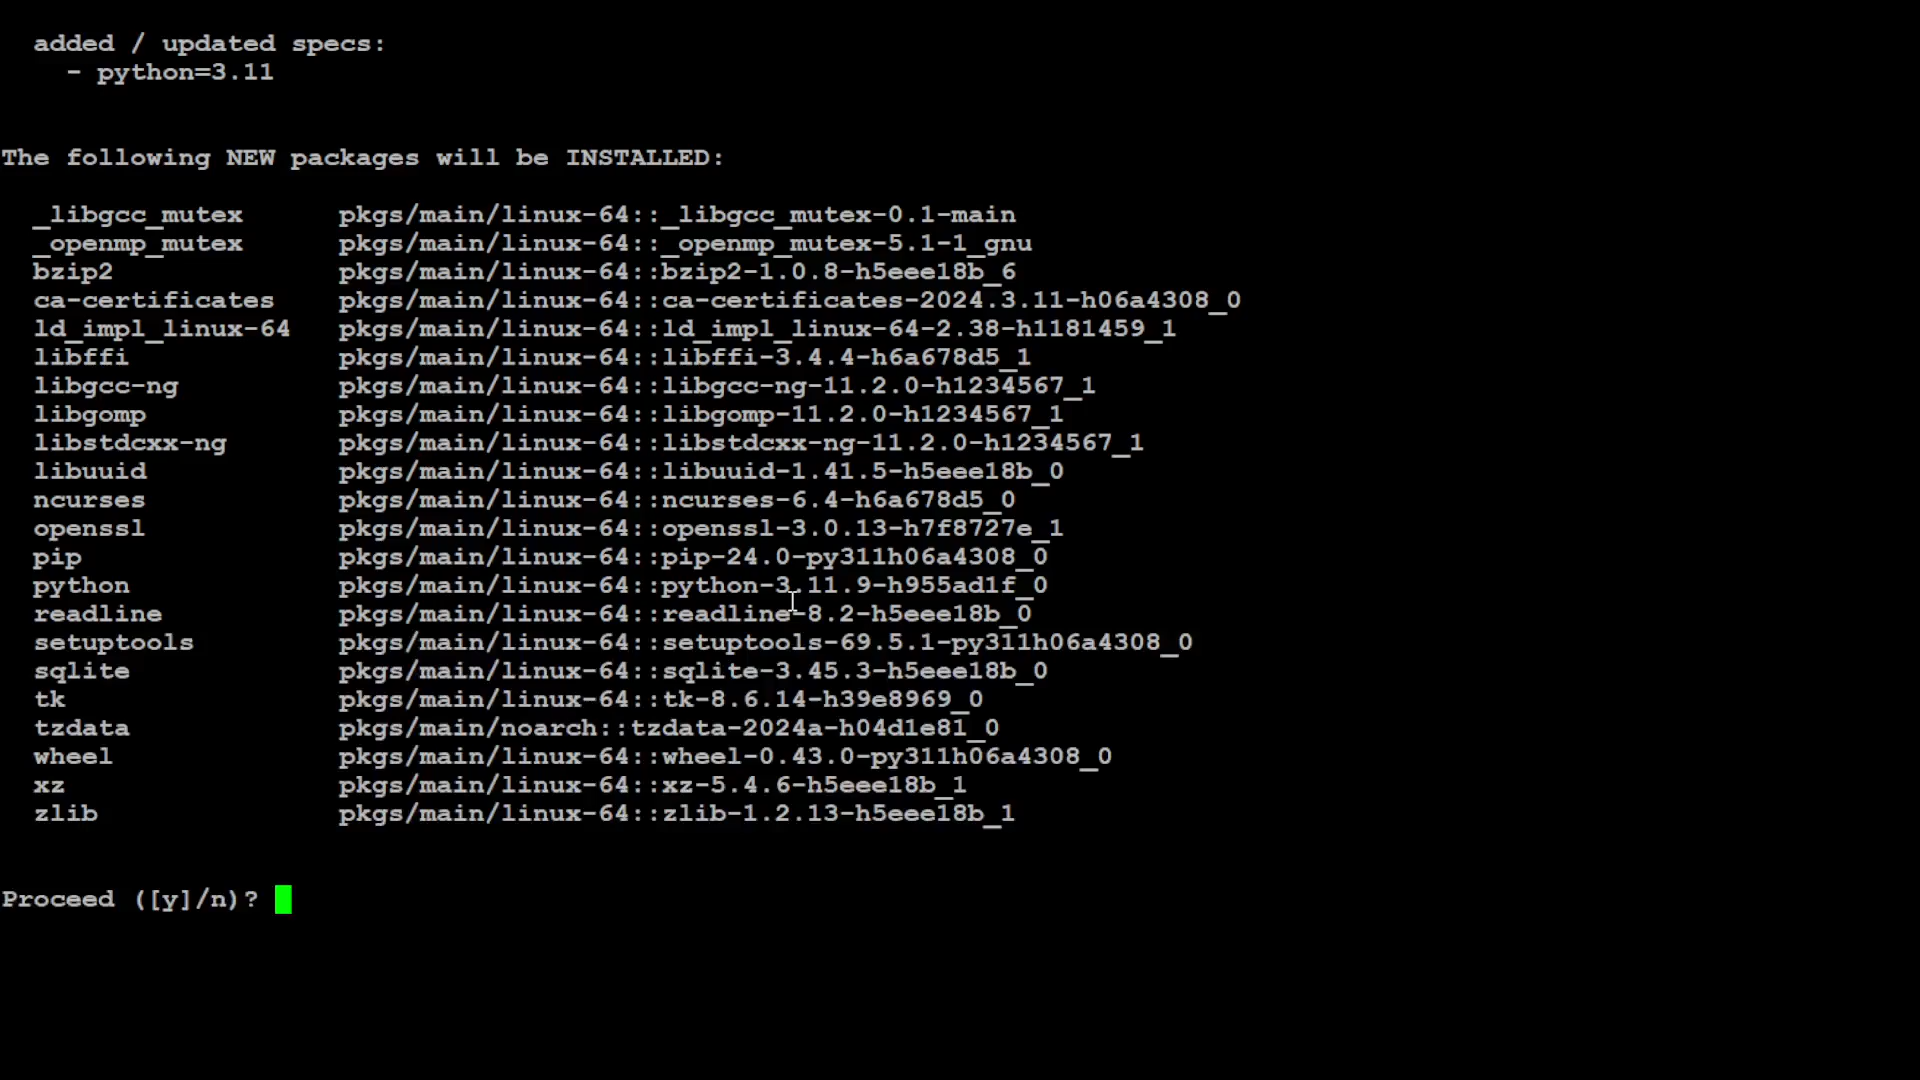 added / updated specs:
- python=3.11
The following NEW packages will be INSTALLED:
_libgcc_mutex pkgs/main/linux-64::_libgcc_mutex-0.1-main
_openmp_mutex pkgs/main/linux-64::_openmp_mutex-5.1-1_gnu
bzip2 pkgs/main/linux-64::bzip2-1.0.8-h5eee18b_6
ca-certificates pkgs/main/linux-64::ca-certificates-2024.3.11-h06a4308_0
ld_impl_linux-64 pkgs/main/linux-64::ld_impl_linux-64-2.38-h1181459_1
libffi pkgs/main/linux-64::libffi-3.4.4-h6a678d5_1
libgcc-ng pkgs/main/linux-64::libgcc-ng-11.2.0-h1234567_1
libgomp pkgs/main/linux-64::libgomp-11.2.0-h1234567_1
libstdcxx-ng pkgs/main/linux-64::libstdcxx-ng-11.2.0-h1234567_1
libuuid pkgs/main/linux-64::libuuid-1.41.5-h5eee18b_0
ncurses pkgs/main/linux-64::ncurses-6.4-h6a678d5_0
openssl pkgs/main/linux-64::openssl-3.0.13-h7f8727e_1
pip pkgs/main/linux-64::pip-24.0-py311h06a4308_0
python pkgs/main/linux-64::python-3.11.9-h955ad1f_0
readline pkgs/main/linux-64::readline-8.2-h5eee18b_0
setuptools pkgs/main/linux-64::setuptools-69.5.1-py311h06a4308_0
sqlite pkgs/main/linux-64::sqlite-3.45.3-h5eee18b_0
tk pkgs/main/linux-64::tk-8.6.14-h39e8969_0
tzdata pkgs/main/noarch::tzdata-2024a-h04d1e81_0
wheel pkgs/main/linux-64::wheel-0.43.0-py311h06a4308_0
xz pkgs/main/linux-64::xz-5.4.6-h5eee18b_1
zlib pkgs/main/linux-64::zlib-1.2.13-h5eee18b_1
Proceed ([y]/n)?